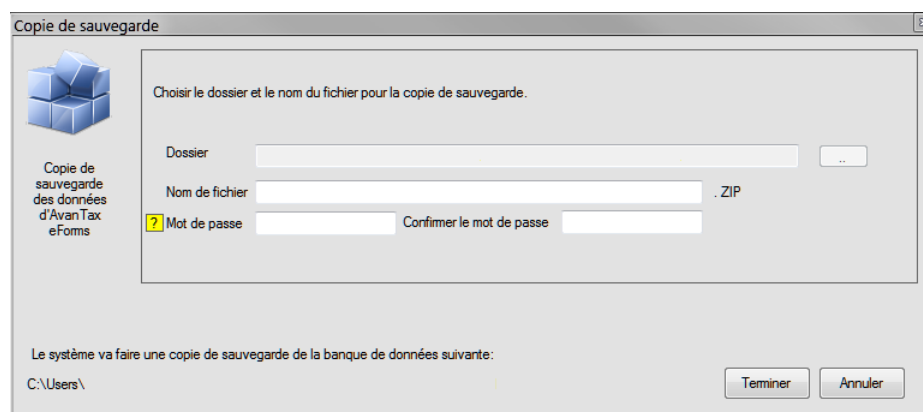 Copie de sauvegarde
Choisir le dossier et le nom du fichier pour la copie de sauvegarde.
Dossier
..
Copie de
sauvegarde
des données
d'AvanTax
eForms
Nom de fichier
. ZIP
? Mot de passe
Confirmer le mot de passe
Le système va faire une copie de sauvegarde de la banque de données suivante:
C:\Users\
Terminer
Annuler